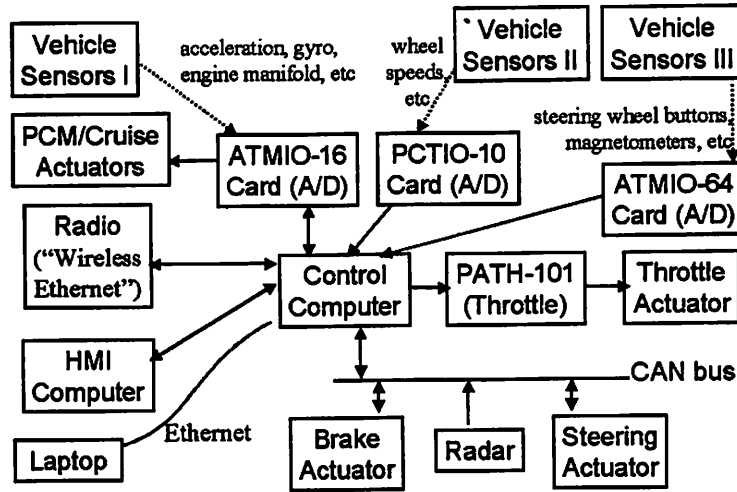 Vehicle
Sensors I
acceleration, gyro,
engine manifold, etc
wheel
speeds,
etc
Vehicle
Sensors II
Vehicle
Sensors III
steering wheel buttons,
magnetometers, etc
PCM/Cruise
Actuators
ATMIO-16
Card (A/D)
PCTIO-10
Card (A/D)
ATMIO-64
Card (A/D)
Radio
(“Wireless
Ethernet”)
Control
Computer
PATH-101
(Throttle)
Throttle
Actuator
HMI
Computer
CAN bus
Ethernet
Laptop
Brake
Actuator
Radar
Steering
Actuator